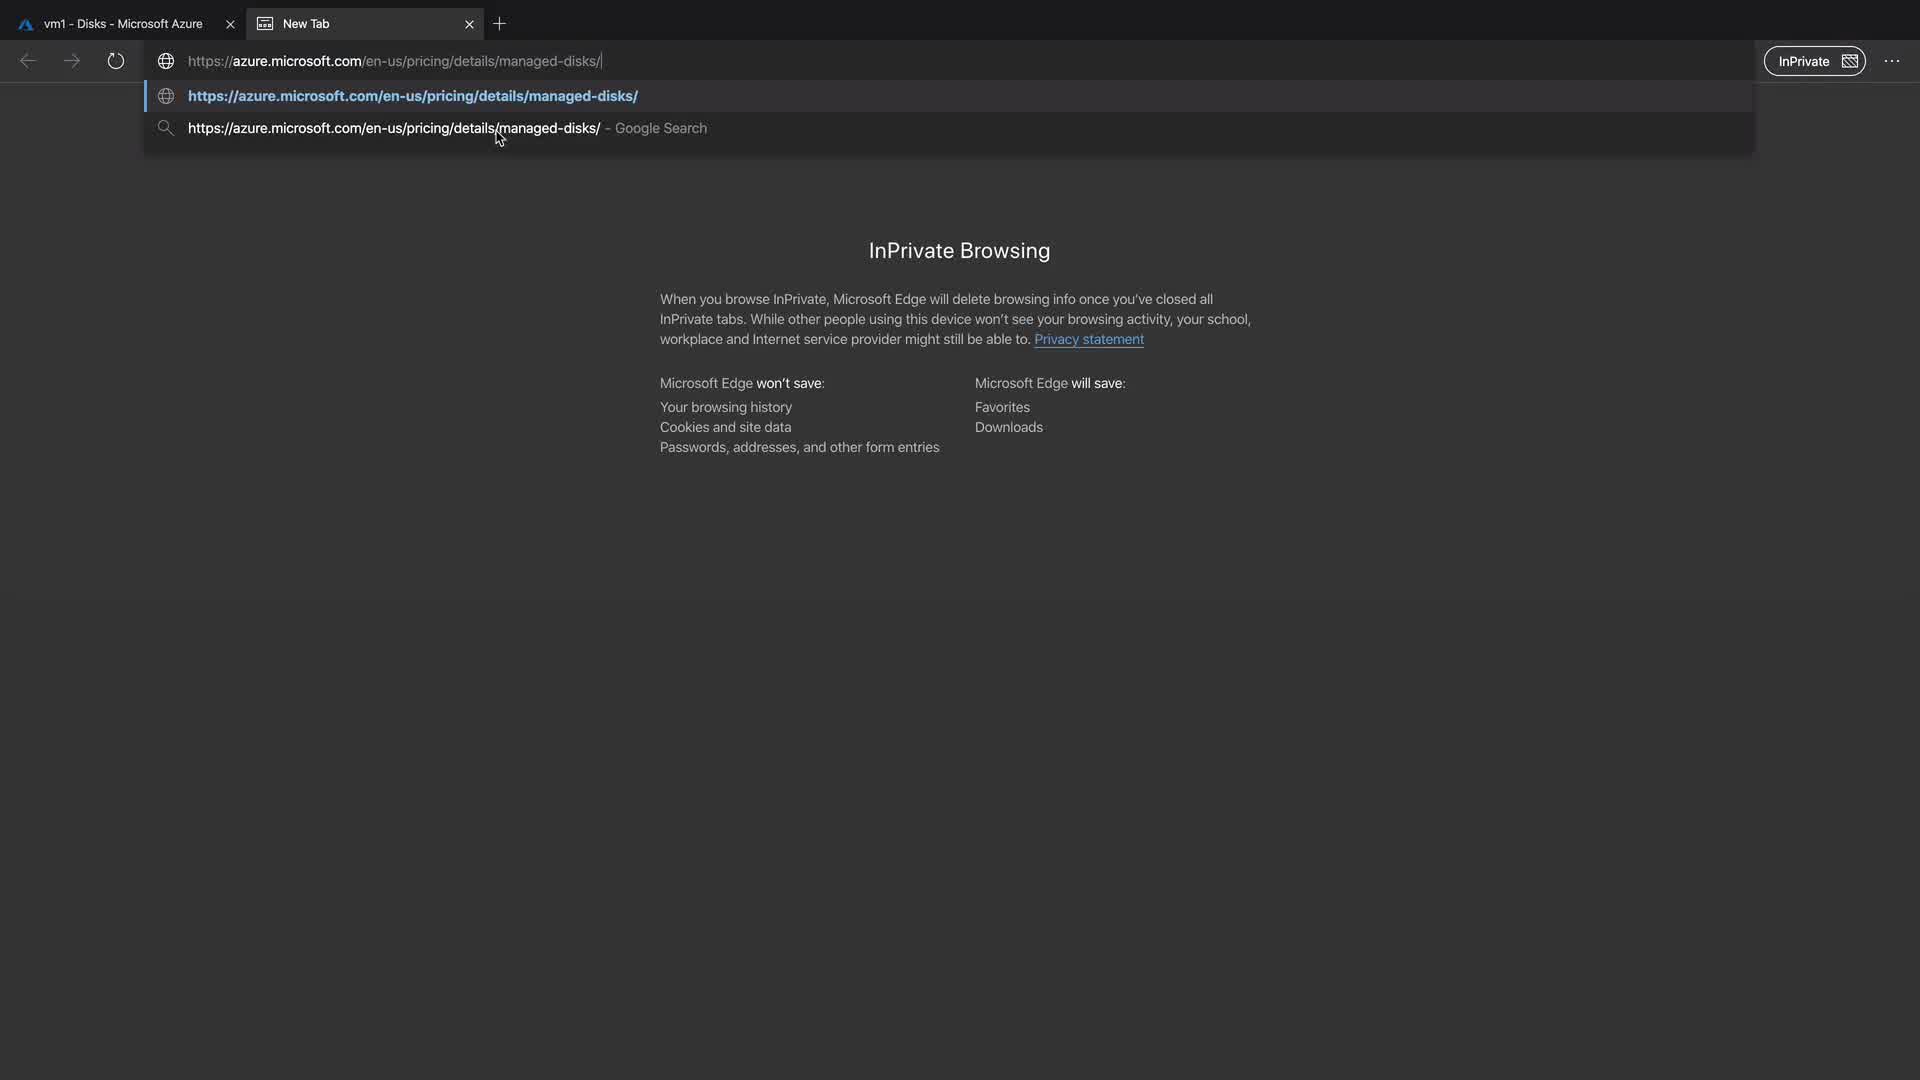 vm1 - Disks - Microsoft Azure
New Tab
https://azure.microsoft.com/en-us/pricing/details/managed-disks/
InPrivate
https://azure.microsoft.com/en-us/pricing/details/managed-disks/
https://azure.microsoft.com/en-us/pricing/details/managed-disks/ - Google Search
InPrivate Browsing
When you browse InPrivate, Microsoft Edge will delete browsing info once you've closed all
InPrivate tabs. While other people using this device won't see your browsing activity, your school,
workplace and Internet service provider might still be able to. Privacy statement
Microsoft Edge won't save:
Your browsing history
Cookies and site data
Passwords, addresses, and other form entries
Microsoft Edge will save:
Favorites
Downloads